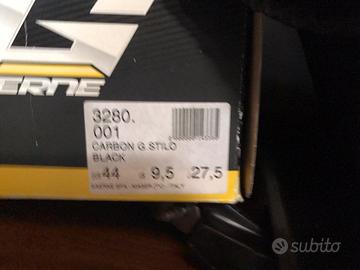 ERNE
3280.
001
CARBON G.STILO
BLACK
44 9,5 27,5
subito